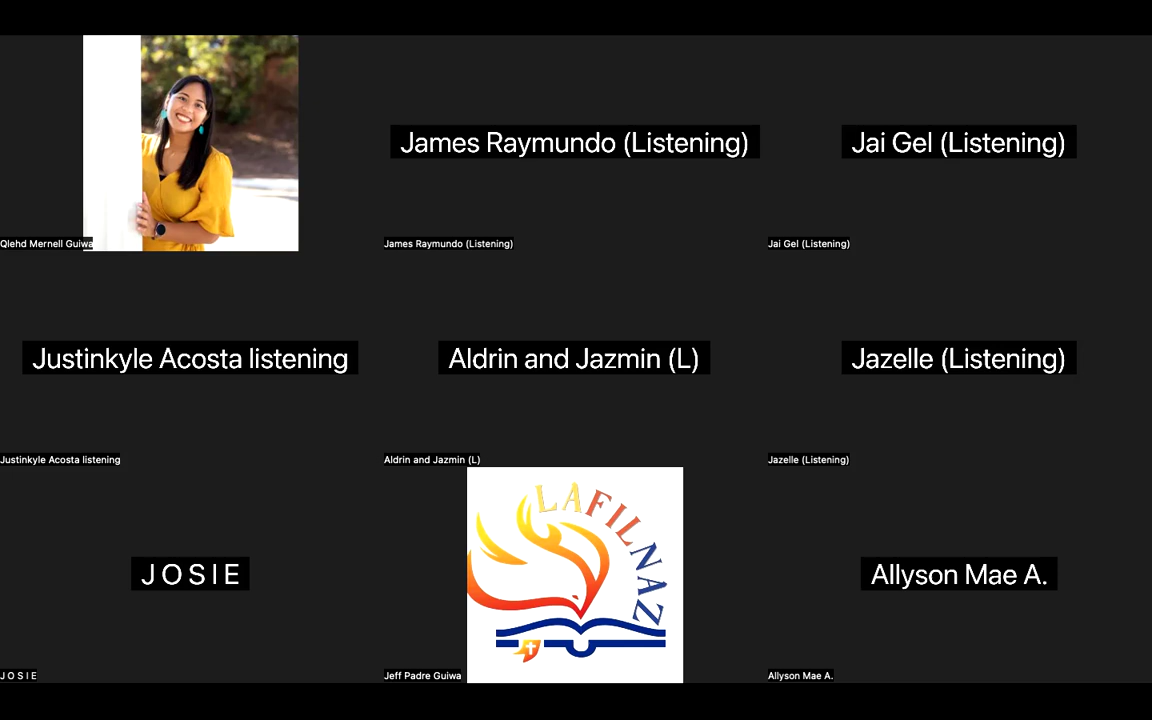 Qlehd Mernell Guiwa
James Raymundo (Listening)
James Raymundo (Listening)
Jai Gel (Listening)
Jai Gel (Listening)
Justinkyle Acosta listening
Justinkyle Acosta listening
Aldrin and Jazmin (L)
Aldrin and Jazmin (L)
Jazelle (Listening)
Jazelle (Listening)
J O S I E
J O S I E
LAFILNAZ
Jeff Padre Guiwa
Allyson Mae A.
Allyson Mae A.